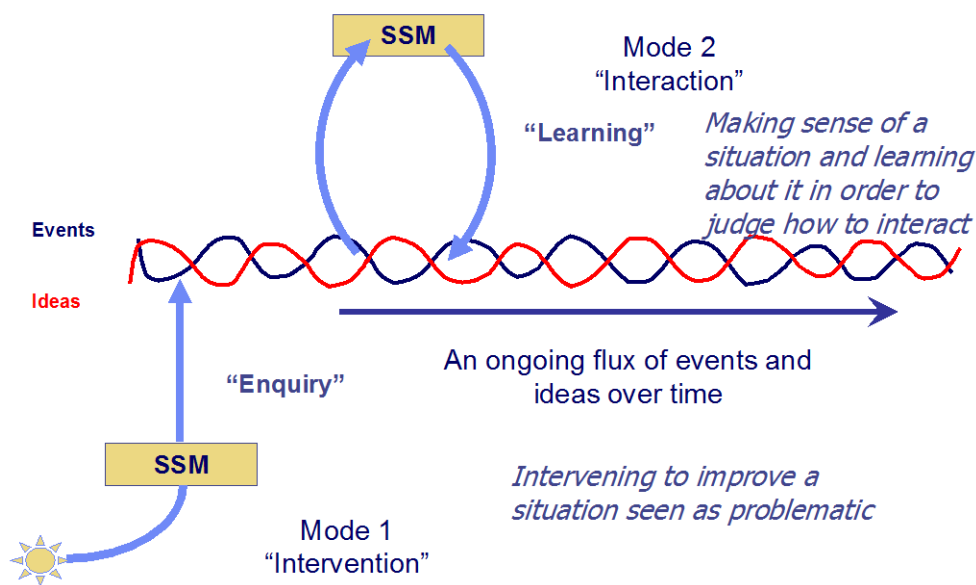 SSM
Mode 2
“Interaction”
“Learning”
Making sense of a
situation and learning
about it in order to
judge how to interact
Events
Ideas
An ongoing flux of events and
ideas over time
“Enquiry”
SSM
Intervening to improve a
situation seen as problematic
Mode 1
“Intervention”